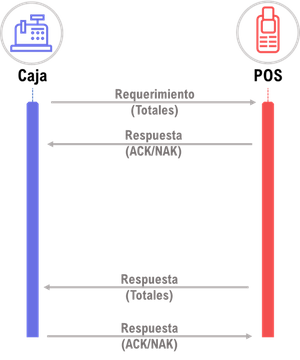 Caja
POS
Requerimiento
(Totales)
Respuesta
(ACK/NAK)
Respuesta
(Totales)
Respuesta
(ACK/NAK)